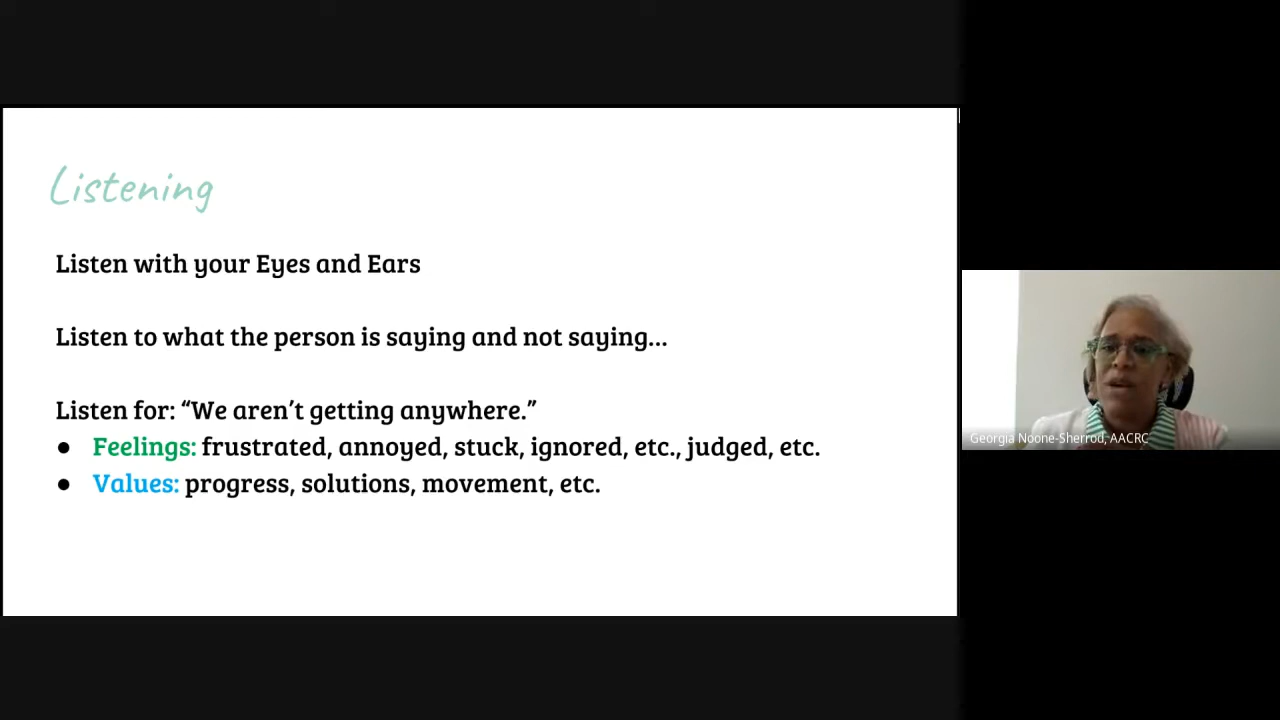 Listening
Listen with your Eyes and Ears
Listen to what the person is saying and not saying...
Listen for: “We aren’t getting anywhere.”
● Feelings: frustrated, annoyed, stuck, ignored, etc., judged, etc.
● Values: progress, solutions, movement, etc.
Georgia Noone-Sherrod, AACRC